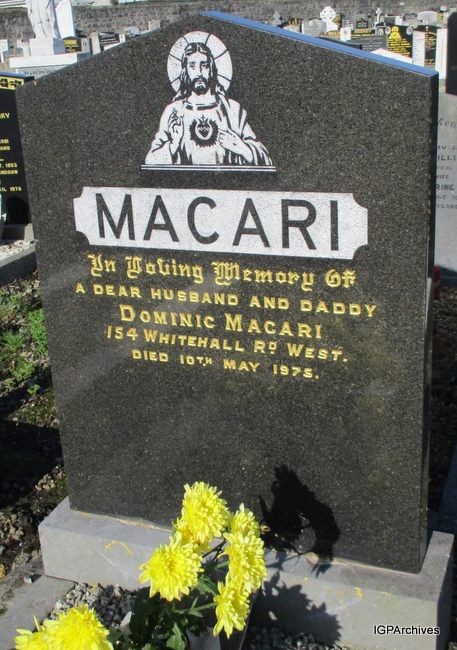 MACARI
In Loving Memory Of
A DEAR HUSBAND AND DADDY
DOMINIC MACARI
154 WHITEHALL RD WEST.
DIED 10TH MAY 1975.
IGPArchives